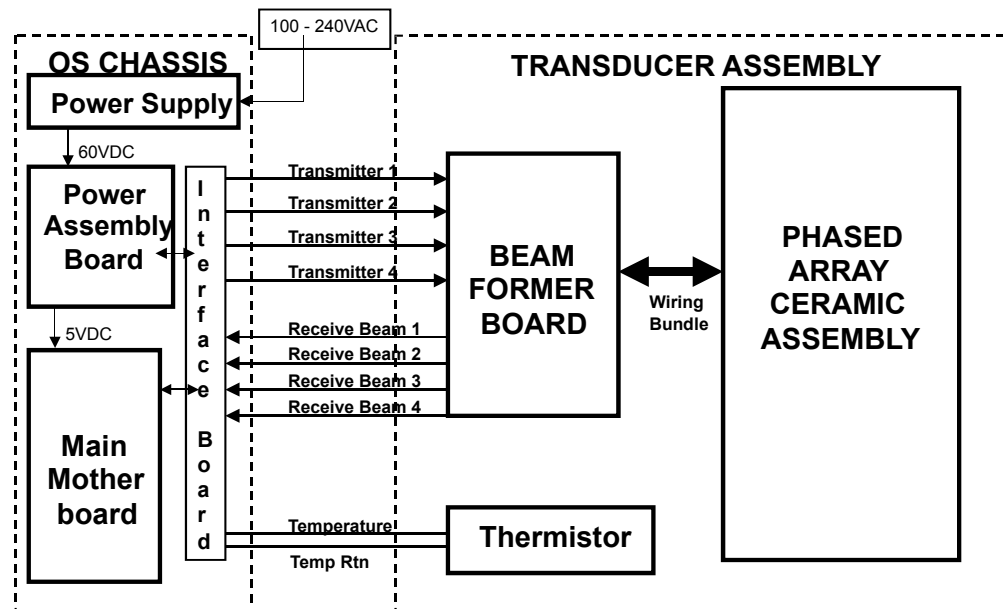 100 - 240VAC
OS CHASSIS
Power Supply
60VDC
Power
Assembly
Board
5VDC
Main
Mother
board
Interface Board
TRANSDUCER ASSEMBLY
Transmitter 1
Transmitter 2
Transmitter 3
Transmitter 4
Receive Beam 1
Receive Beam 2
Receive Beam 3
Receive Beam 4
Temperature
Temp Rtn
BEAM
FORMER
BOARD
Wiring
Bundle
PHASED
ARRAY
CERAMIC
ASSEMBLY
Thermistor